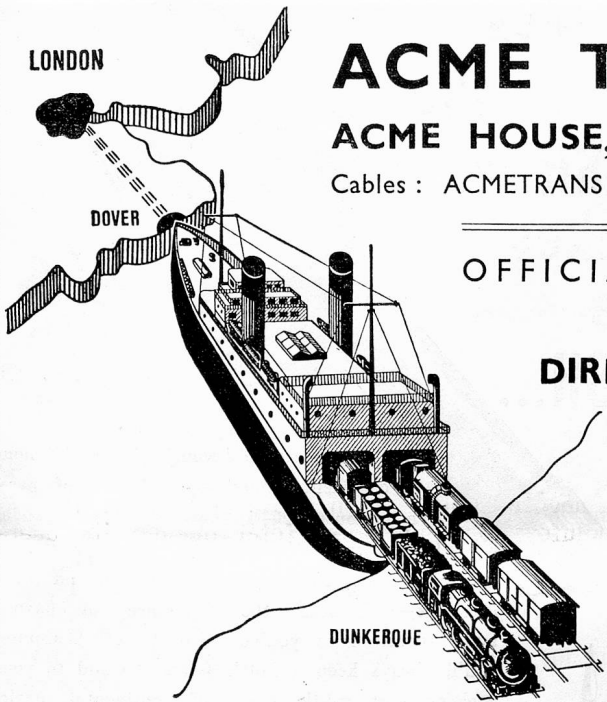 LONDON
ACME T
ACME HOUSE,
Cables : ACMETRANS
DOVER
OFFICI
DIR
DUNKERQUE